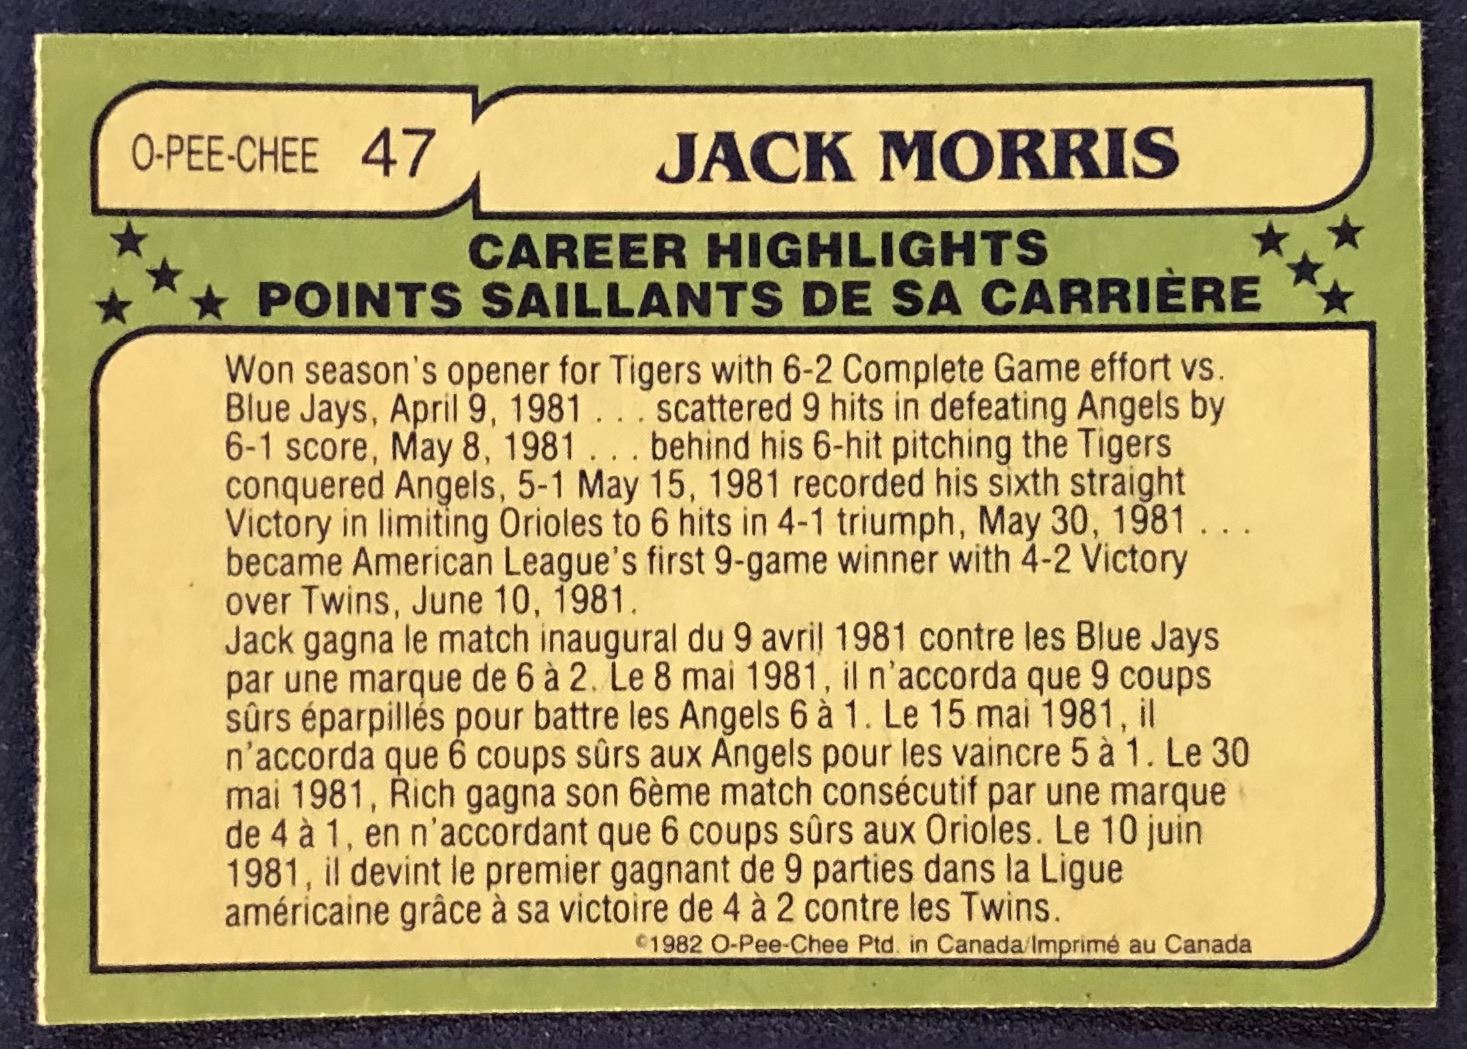 O-PEE-CHEE 47
JACK MORRIS
CAREER HIGHLIGHTS
POINTS SAILLANTS DE SA CARRIÈRE
Won season's opener for Tigers with 6-2 Complete Game effort vs.
Blue Jays, April 9, 1981 . . . scattered 9 hits in defeating Angels by
6-1 score, May 8, 1981 . . . behind his 6-hit pitching the Tigers
conquered Angels, 5-1 May 15, 1981 recorded his sixth straight
Victory in limiting Orioles to 6 hits in 4-1 triumph, May 30, 1981 . . .
became American League's first 9-game winner with 4-2 Victory
over Twins, June 10, 1981.
Jack gagna le match inaugural du 9 avril 1981 contre les Blue Jays
par une marque de 6 à 2. Le 8 mai 1981, il n'accorda que 9 coups
sûrs éparpillés pour battre les Angels 6 à 1. Le 15 mai 1981, il
n'accorda que 6 coups sûrs aux Angels pour les vaincre 5 à 1. Le 30
mai 1981, Rich gagna son 6ème match consécutif par une marque
de 4 à 1, en n'accordant que 6 coups sûrs aux Orioles. Le 10 juin
1981, il devint le premier gagnant de 9 parties dans la Ligue
américaine grâce à sa victoire de 4 à 2 contre les Twins.
©1982 O-Pee-Chee Ptd. in Canada/Imprimé au Canada